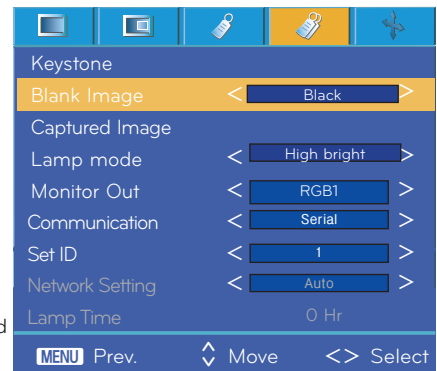 Keystone
Blank Image < Black >
Captured Image
Lamp mode < High bright >
Monitor Out < RGB1 >
Communication < Serial >
Set ID < 1 >
Network Setting < Auto >
Lamp Time 0 Hr
MENU Prev. Move <> Select